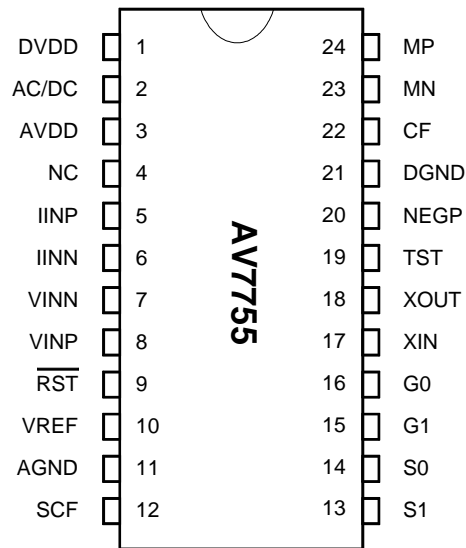 DVDD 1 24 MP
AC/DC 2 23 MN
AVDD 3 22 CF
NC 4 21 DGND
IINP 5 20 NEGP
IINN 6 19 TST
VINN 7 18 XOUT
VINP 8 17 XIN
RST 9 16 G0
VREF 10 15 G1
AGND 11 14 S0
SCF 12 13 S1
AV7755